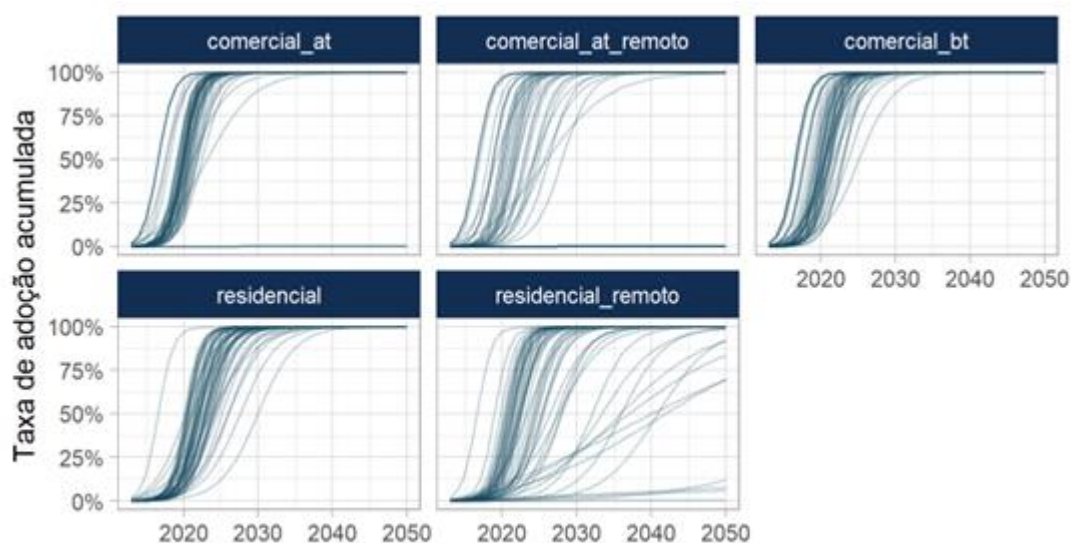 comercial_at
comercial_at_remoto
comercial_bt
Taxa de adoção acumulada
100%
75%
50%
25%
0%
2020 2030 2040 2050
residencial
residencial_remoto
100%
75%
50%
25%
0%
2020 2030 2040 2050
2020 2030 2040 2050